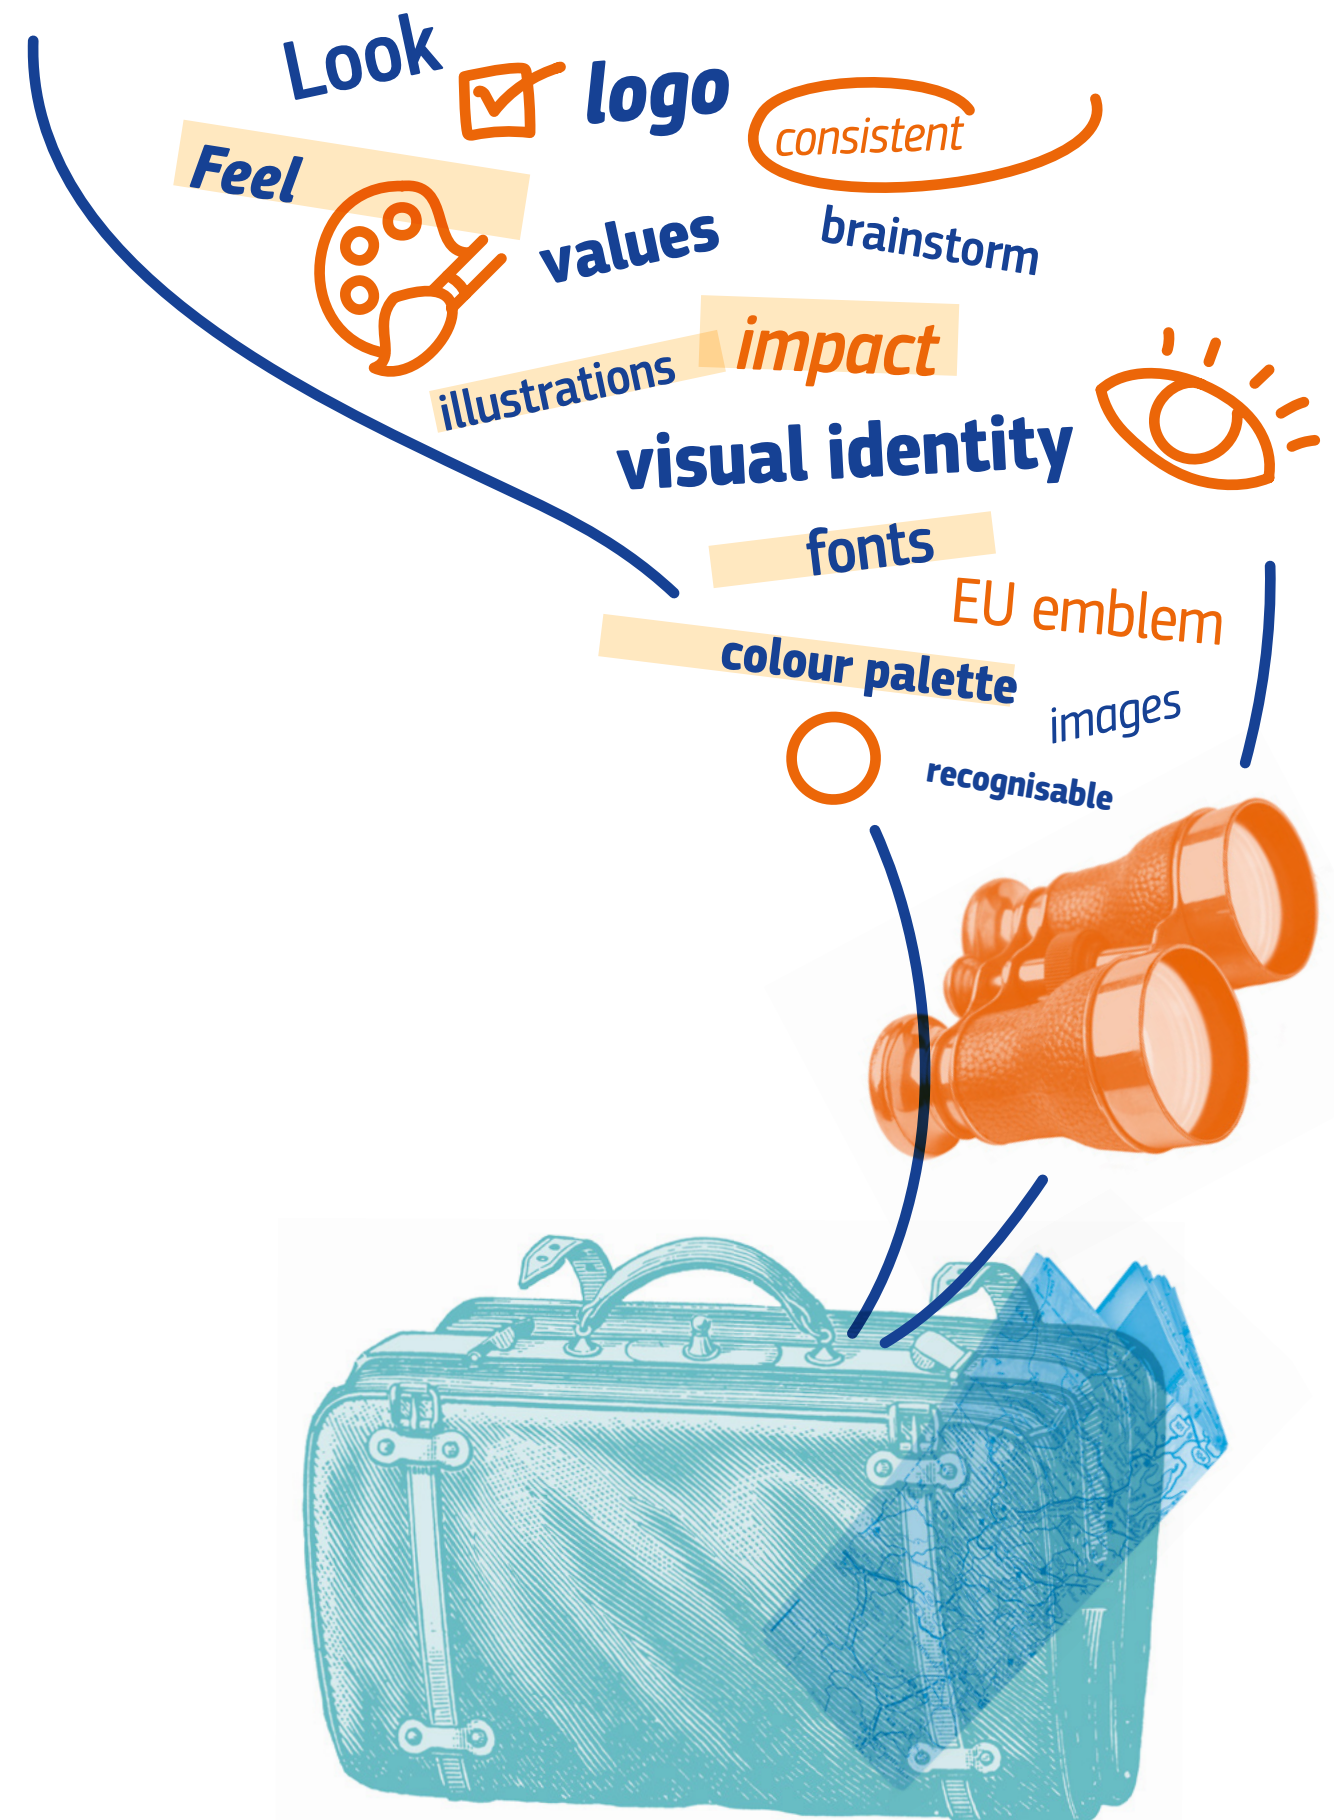 Look
logo
consistent
Feel
values
brainstorm
impact
illustrations
visual identity
fonts
EU emblem
colour palette
images
recognisable